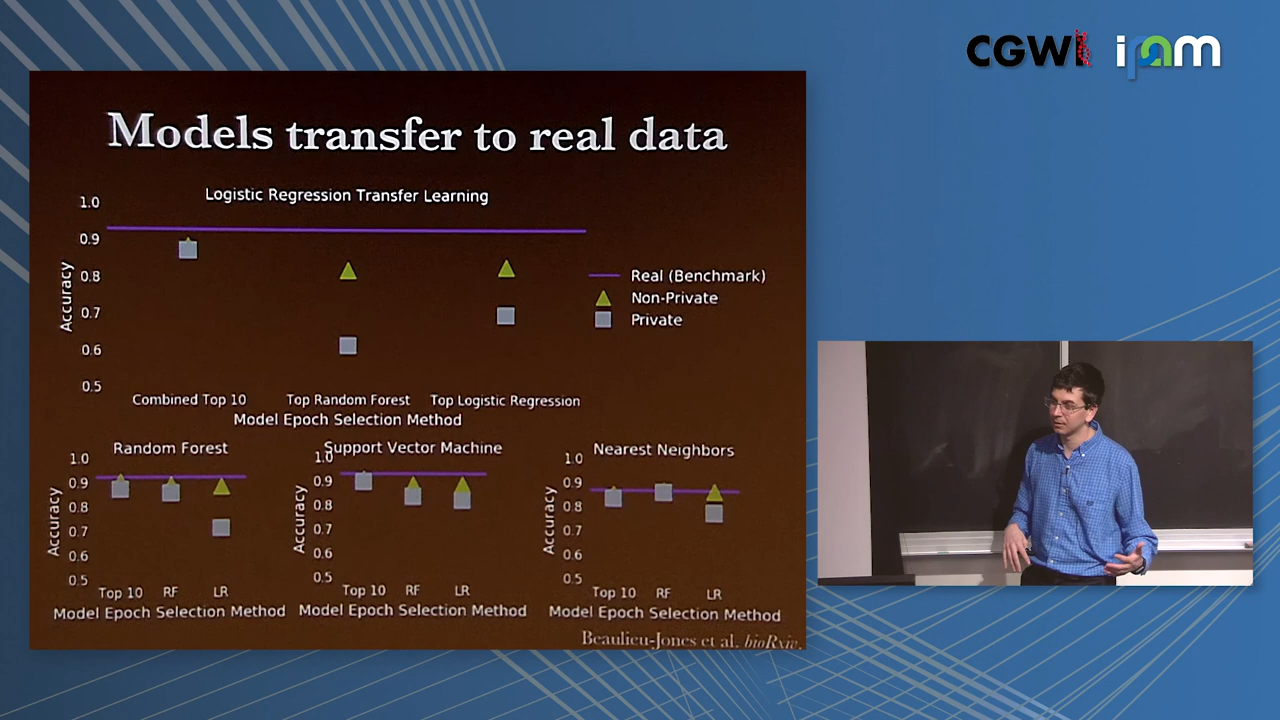 CGWI ipam
Models transfer to real data
Logistic Regression Transfer Learning
1.0
0.9
0.8
0.7
0.6
0.5
Accuracy
Real (Benchmark)
Non-Private
Private
Combined Top 10 Top Random Forest Top Logistic Regression
Model Epoch Selection Method
Random Forest
1.0
0.9
0.8
0.7
0.6
0.5
Accuracy
Top 10 RF LR
Model Epoch Selection Method
Support Vector Machine
1.0
0.9
0.8
0.7
0.6
0.5
Accuracy
Top 10 RF LR
Model Epoch Selection Method
Nearest Neighbors
1.0
0.9
0.8
0.7
0.6
0.5
Accuracy
Top 10 RF LR
Model Epoch Selection Method
Beaulieu-Jones et al. bioRxiv.